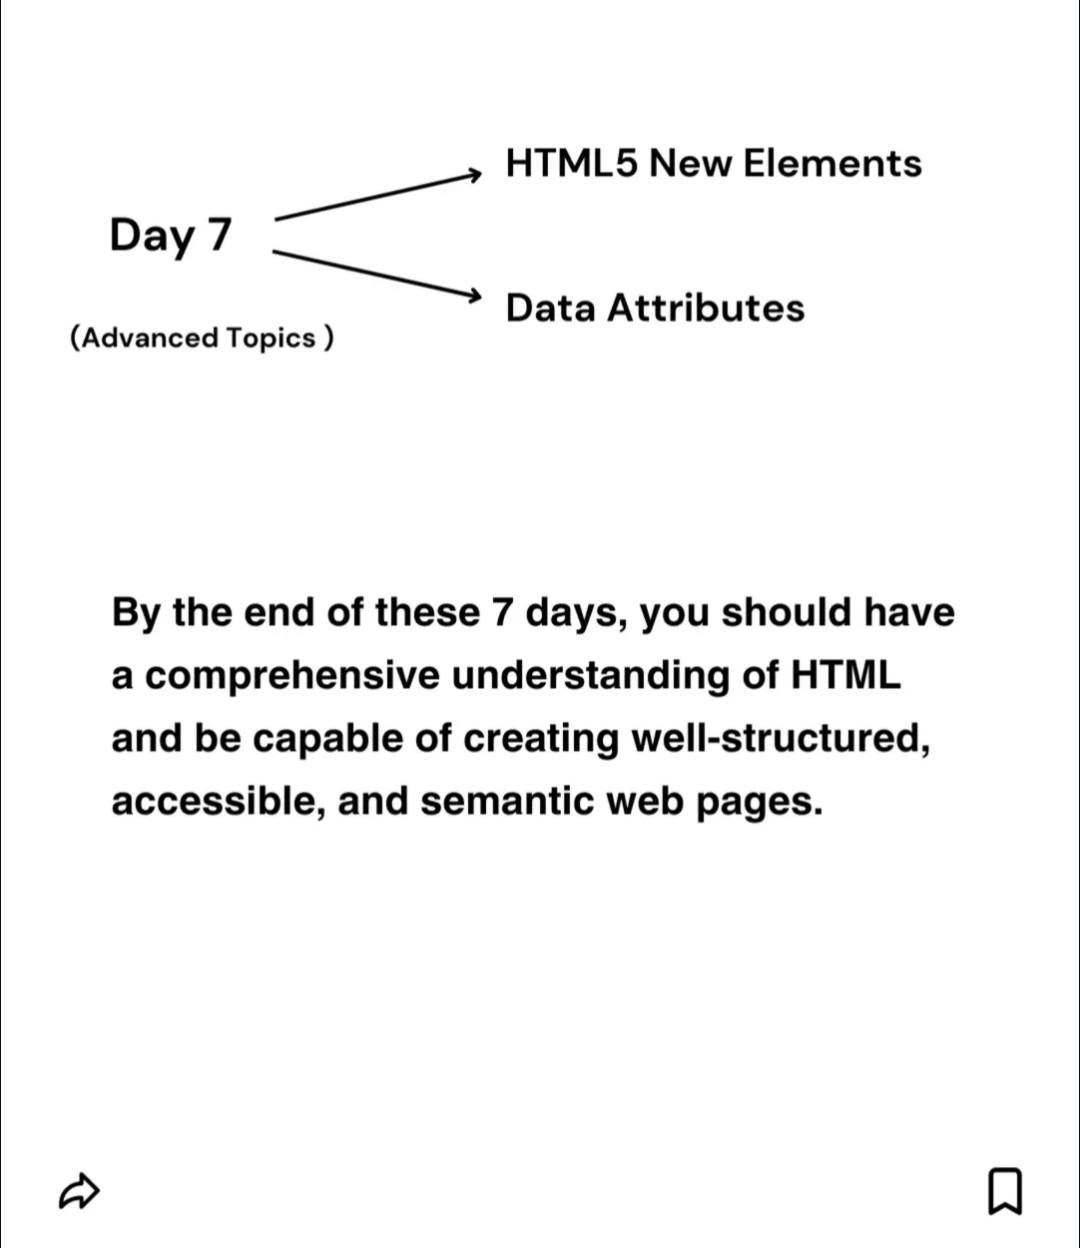 HTML5 New Elements
Day 7
Data Attributes
(Advanced Topics )
By the end of these 7 days, you should have
a comprehensive understanding of HTML
and be capable of creating well-structured,
accessible, and semantic web pages.